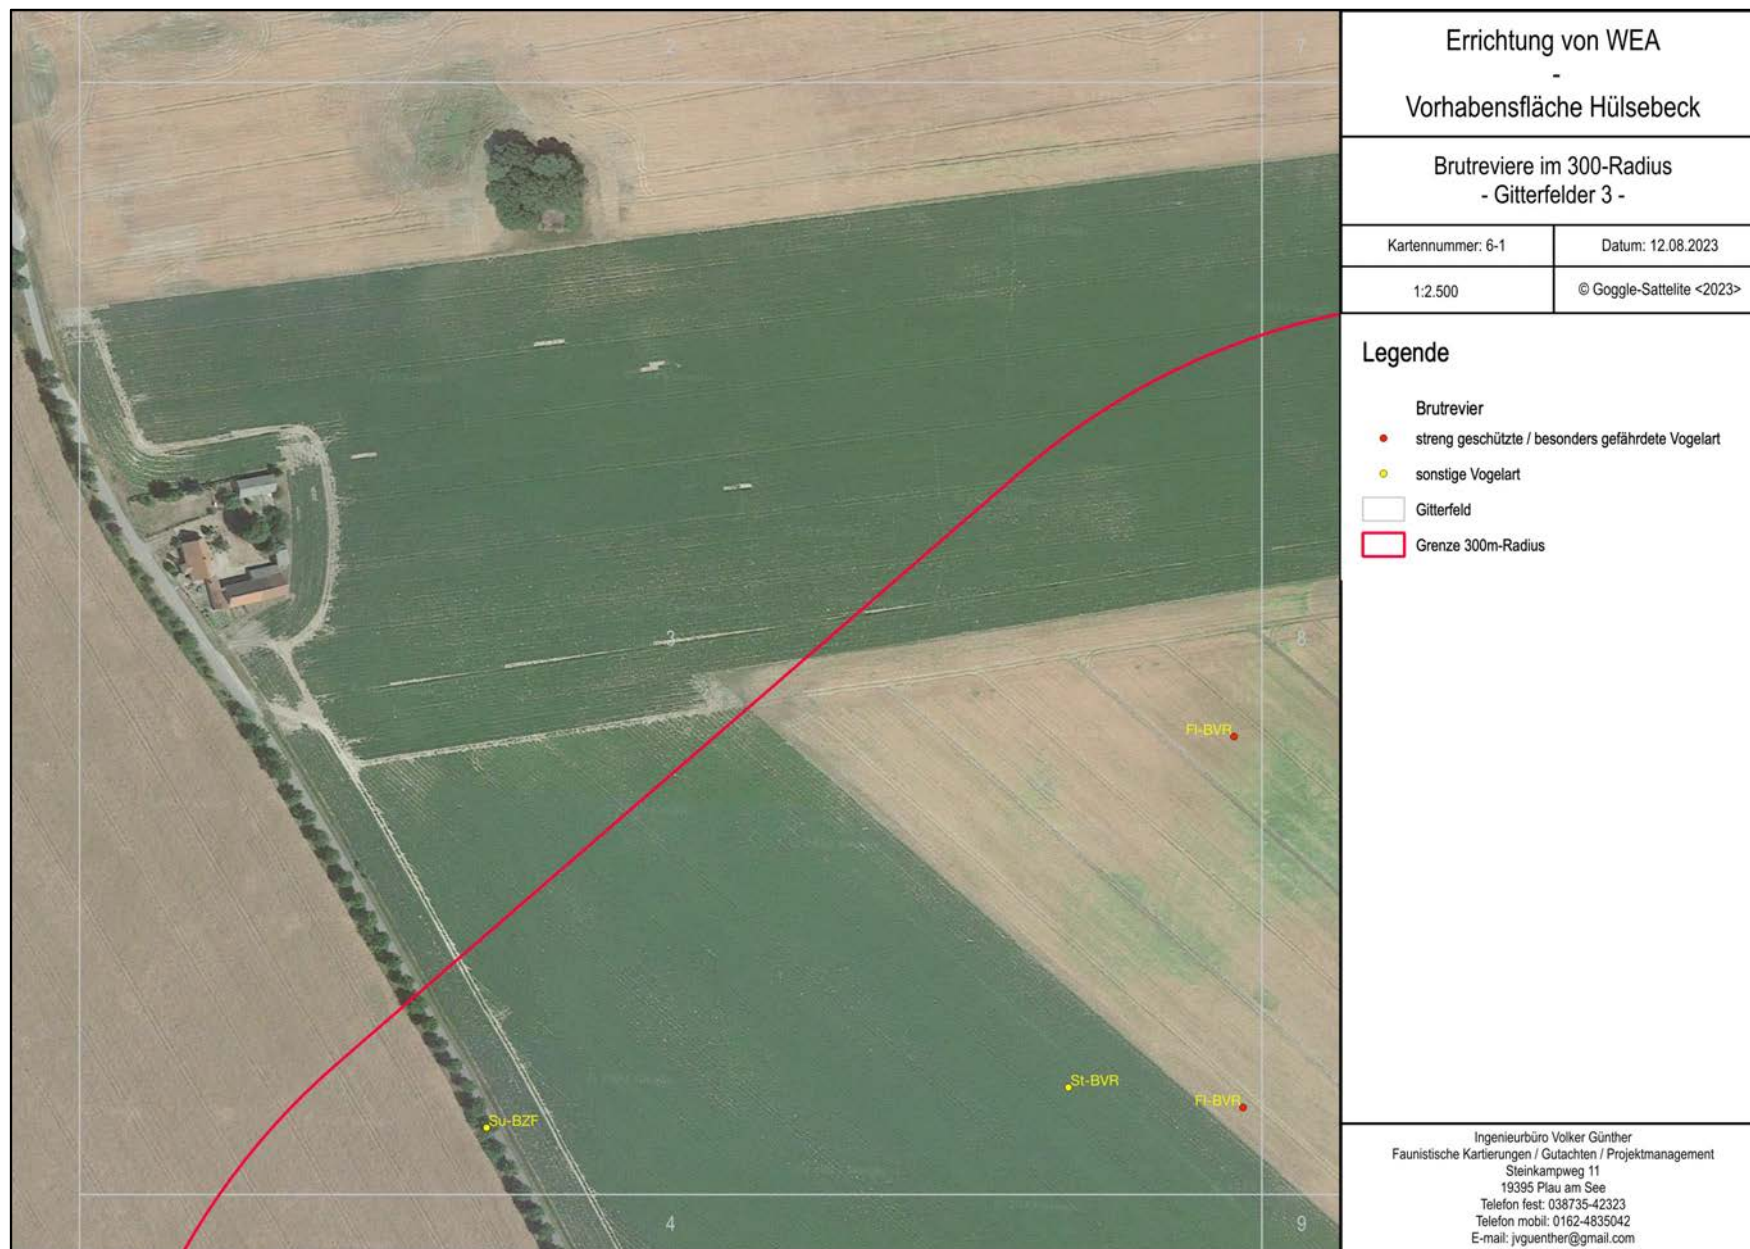 Errichtung von WEA
-
Vorhabensfläche Hülsebeck
Brutreviere im 300-Radius
- Gitterfelder 3 -
Kartennummer: 6-1
Datum: 12.08.2023
1:2.500
© Goggle-Sattelite <2023>
Legende
Brutrevier
streng geschützte / besonders gefährdete Vogelart
sonstige Vogelart
Gitterfeld
Grenze 300m-Radius
7
3
8
Fl-BVR
St-BVR
Fl-BVR
Su-BZF
4
9
Ingenieurbüro Volker Günther
Faunistische Kartierungen / Gutachten / Projektmanagement
Steinkampweg 11
19395 Plau am See
Telefon fest: 038735-42323
Telefon mobil: 0162-4835042
E-mail: jvguenther@gmail.com